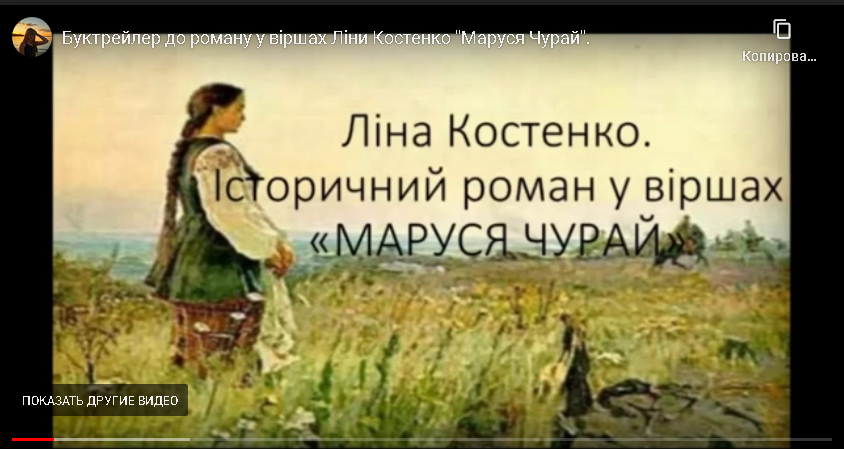 Буктрейлер до роману у віршах Ліни Костенко "Маруся Чурай".
Копирова...
Ліна Костенко.
Історичний роман у віршах
«МАРУСЯ ЧУРАЙ»
ПОКАЗАТЬ ДРУГИЕ ВИДЕО